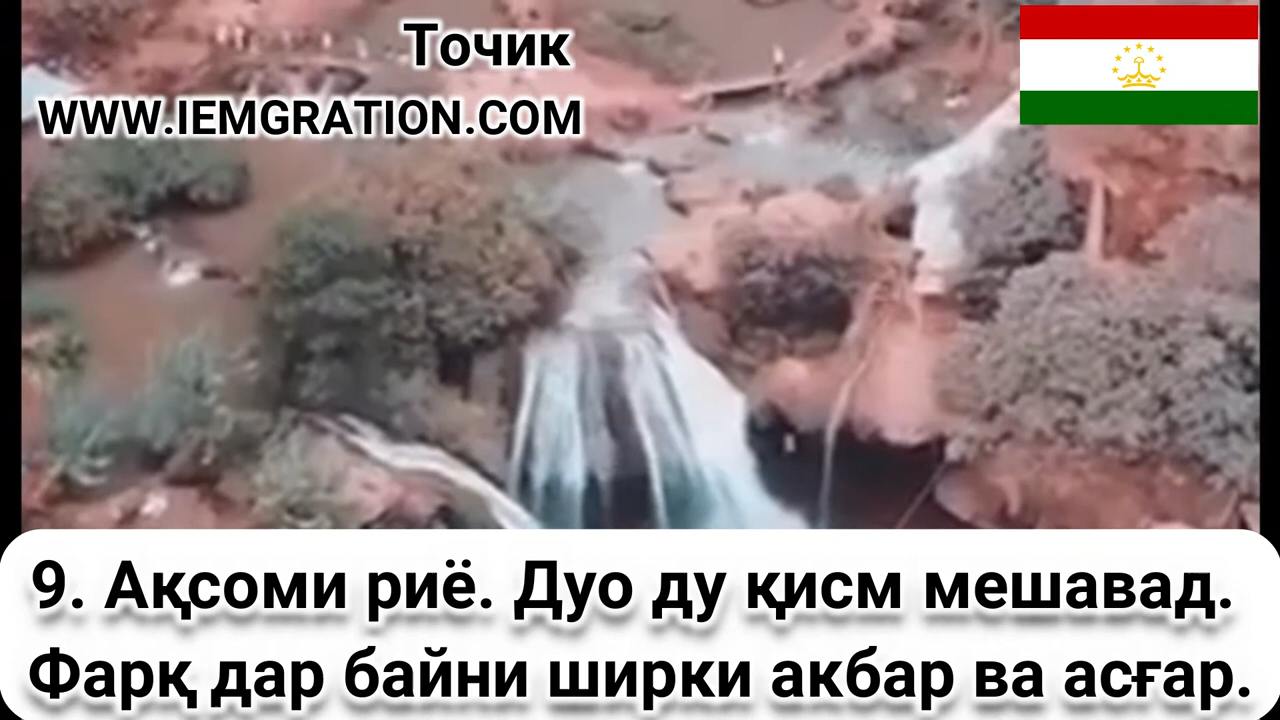 Точик
WWW.IEMGRATION.COM
9. Ақсоми риё. Дуо ду қисм мешавад.
Фарқ дар байни ширки акбар ва асғар.